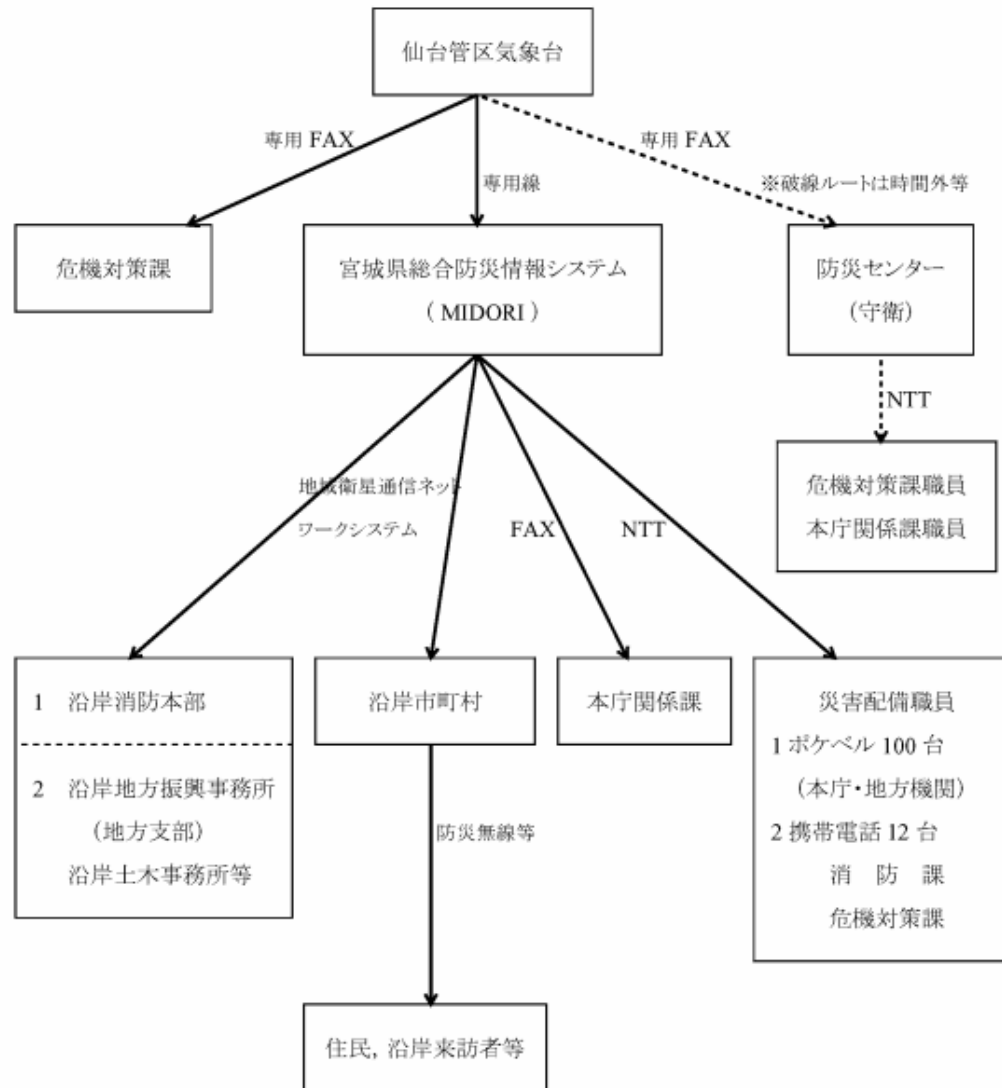 仙台管区気象台
専用 FAX
専用 FAX
専用線
※破線ルートは時間外等
危機対策課
宮城県総合防災情報システム
( MIDORI )
防災センター
(守衛)
NTT
危機対策課職員
本庁関係課職員
地域衛星通信ネット
ワークシステム
FAX
NTT
1 沿岸消防本部
2 沿岸地方振興事務所
(地方支部)
沿岸土木事務所等
沿岸市町村
本庁関係課
災害配備職員
1 ポケベル 100 台
(本庁・地方機関)
2 携帯電話 12 台
消 防 課
危機対策課
防災無線等
住民, 沿岸来訪者等